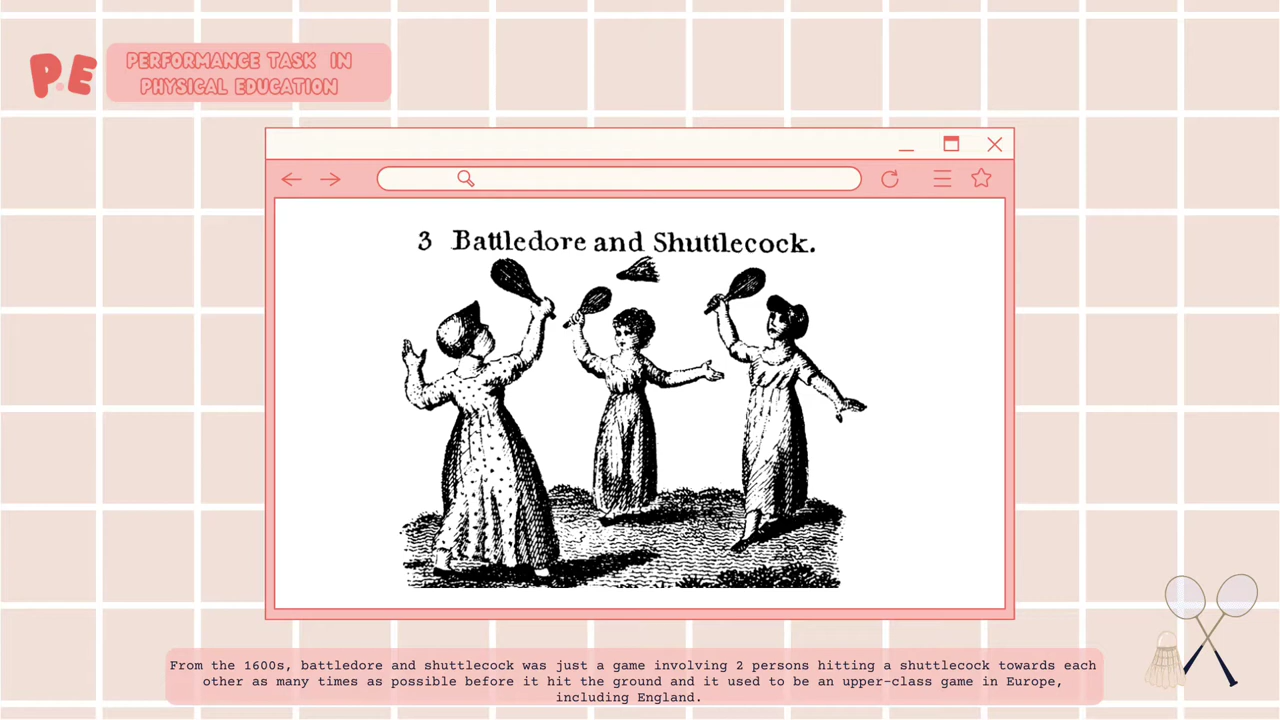 P.E
PERFORMANCE TASK IN
PHYSICAL EDUCATION
3 Battledore and Shuttlecock.
From the 1600s, battledore and shuttlecock was just a game involving 2 persons hitting a shuttlecock towards each
other as many times as possible before it hit the ground and it used to be an upper-class game in Europe,
including England.